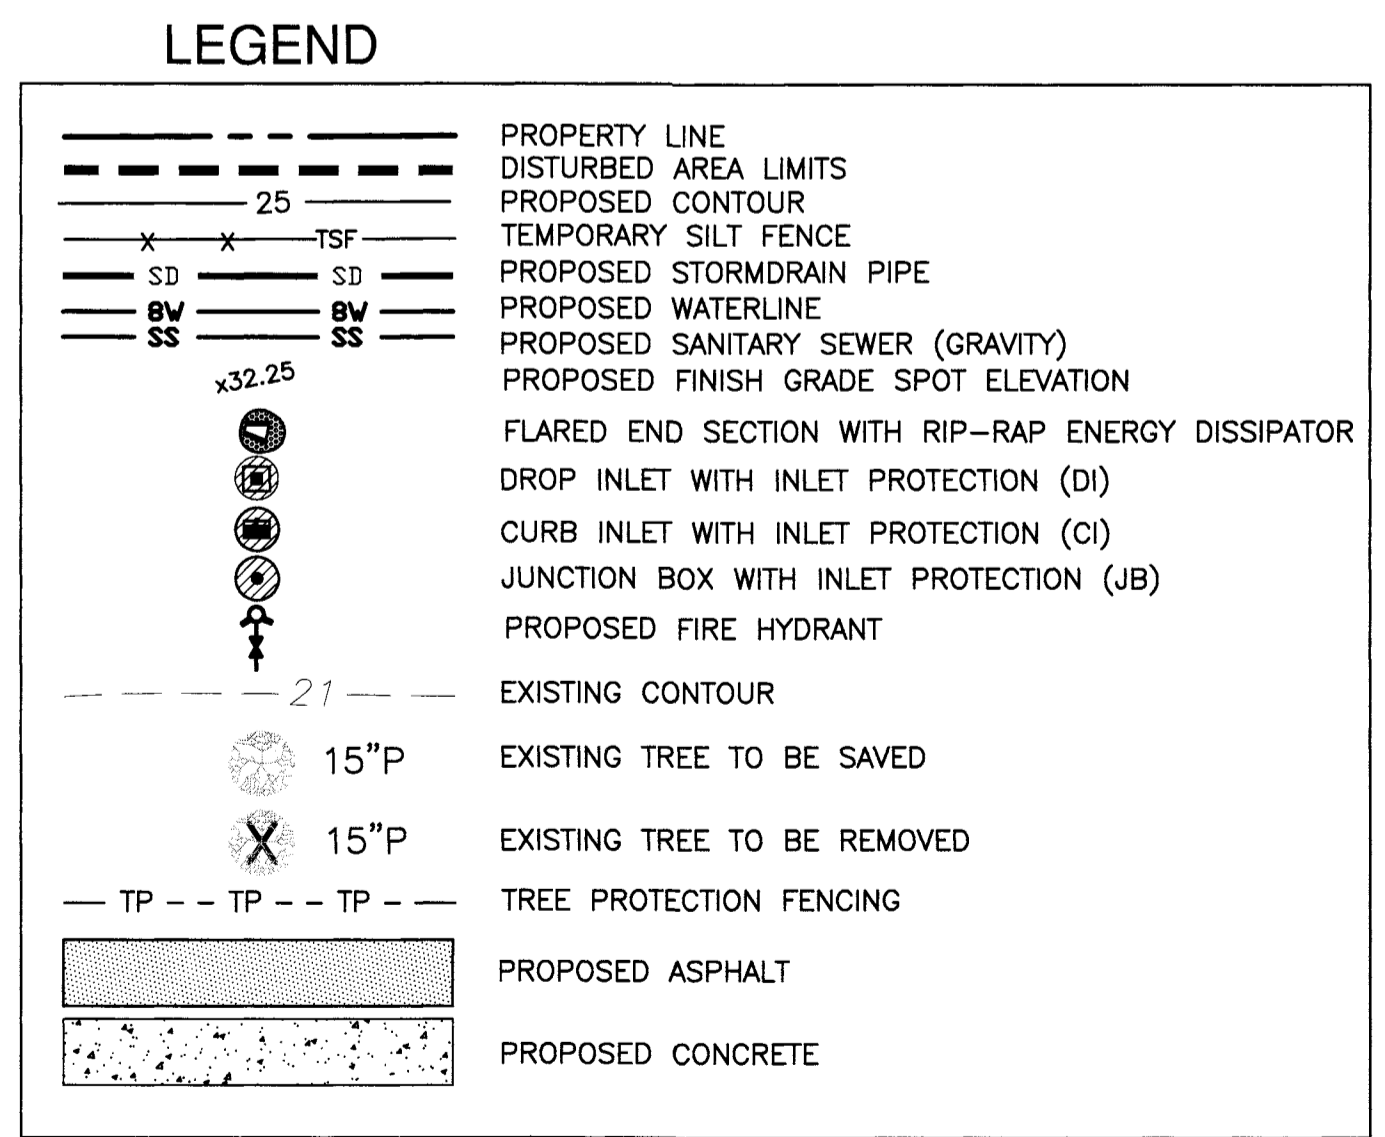 LEGEND
PROPERTY LINE
DISTURBED AREA LIMITS
25 PROPOSED CONTOUR
X X TSF TEMPORARY SILT FENCE
SD SD PROPOSED STORMDRAIN PIPE
8W 8W PROPOSED WATERLINE
SS SS PROPOSED SANITARY SEWER (GRAVITY)
x32.25 PROPOSED FINISH GRADE SPOT ELEVATION
FLARED END SECTION WITH RIP-RAP ENERGY DISSIPATOR
DROP INLET WITH INLET PROTECTION (DI)
CURB INLET WITH INLET PROTECTION (CI)
JUNCTION BOX WITH INLET PROTECTION (JB)
PROPOSED FIRE HYDRANT
21 EXISTING CONTOUR
15"P EXISTING TREE TO BE SAVED
15"P EXISTING TREE TO BE REMOVED
TP TP TP TREE PROTECTION FENCING
PROPOSED ASPHALT
PROPOSED CONCRETE